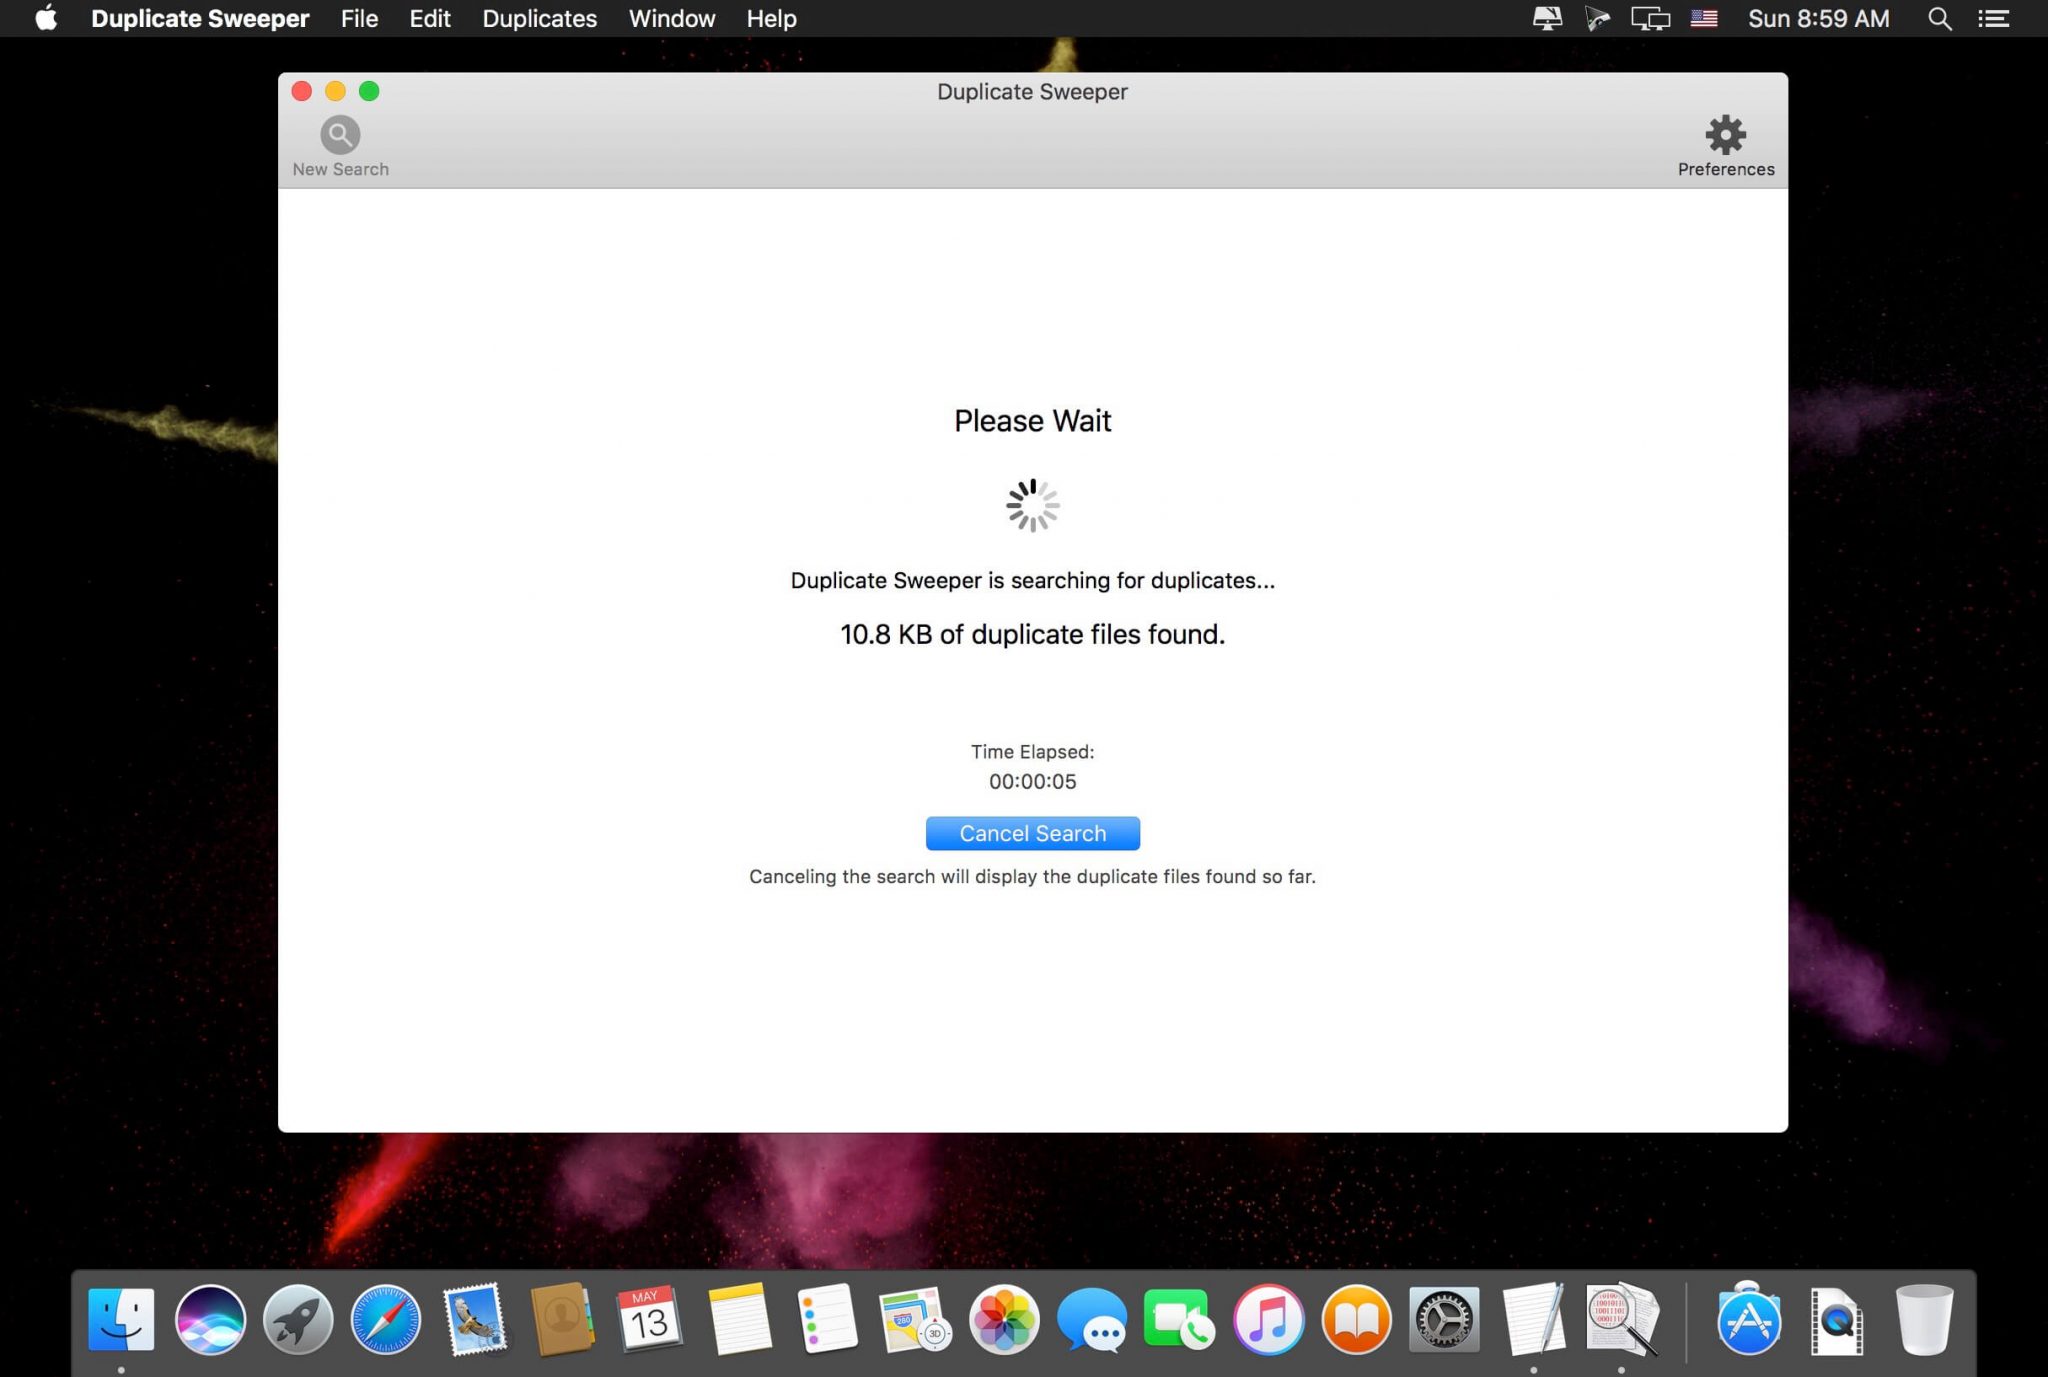 Duplicate Sweeper File Edit Duplicates Window Help Sun 8:59 AM
Duplicate Sweeper
New Search
Preferences
Please Wait
Duplicate Sweeper is searching for duplicates...
10.8 KB of duplicate files found.
Time Elapsed:
00:00:05
Cancel Search
Canceling the search will display the duplicate files found so far.
MAY
13
280
3D